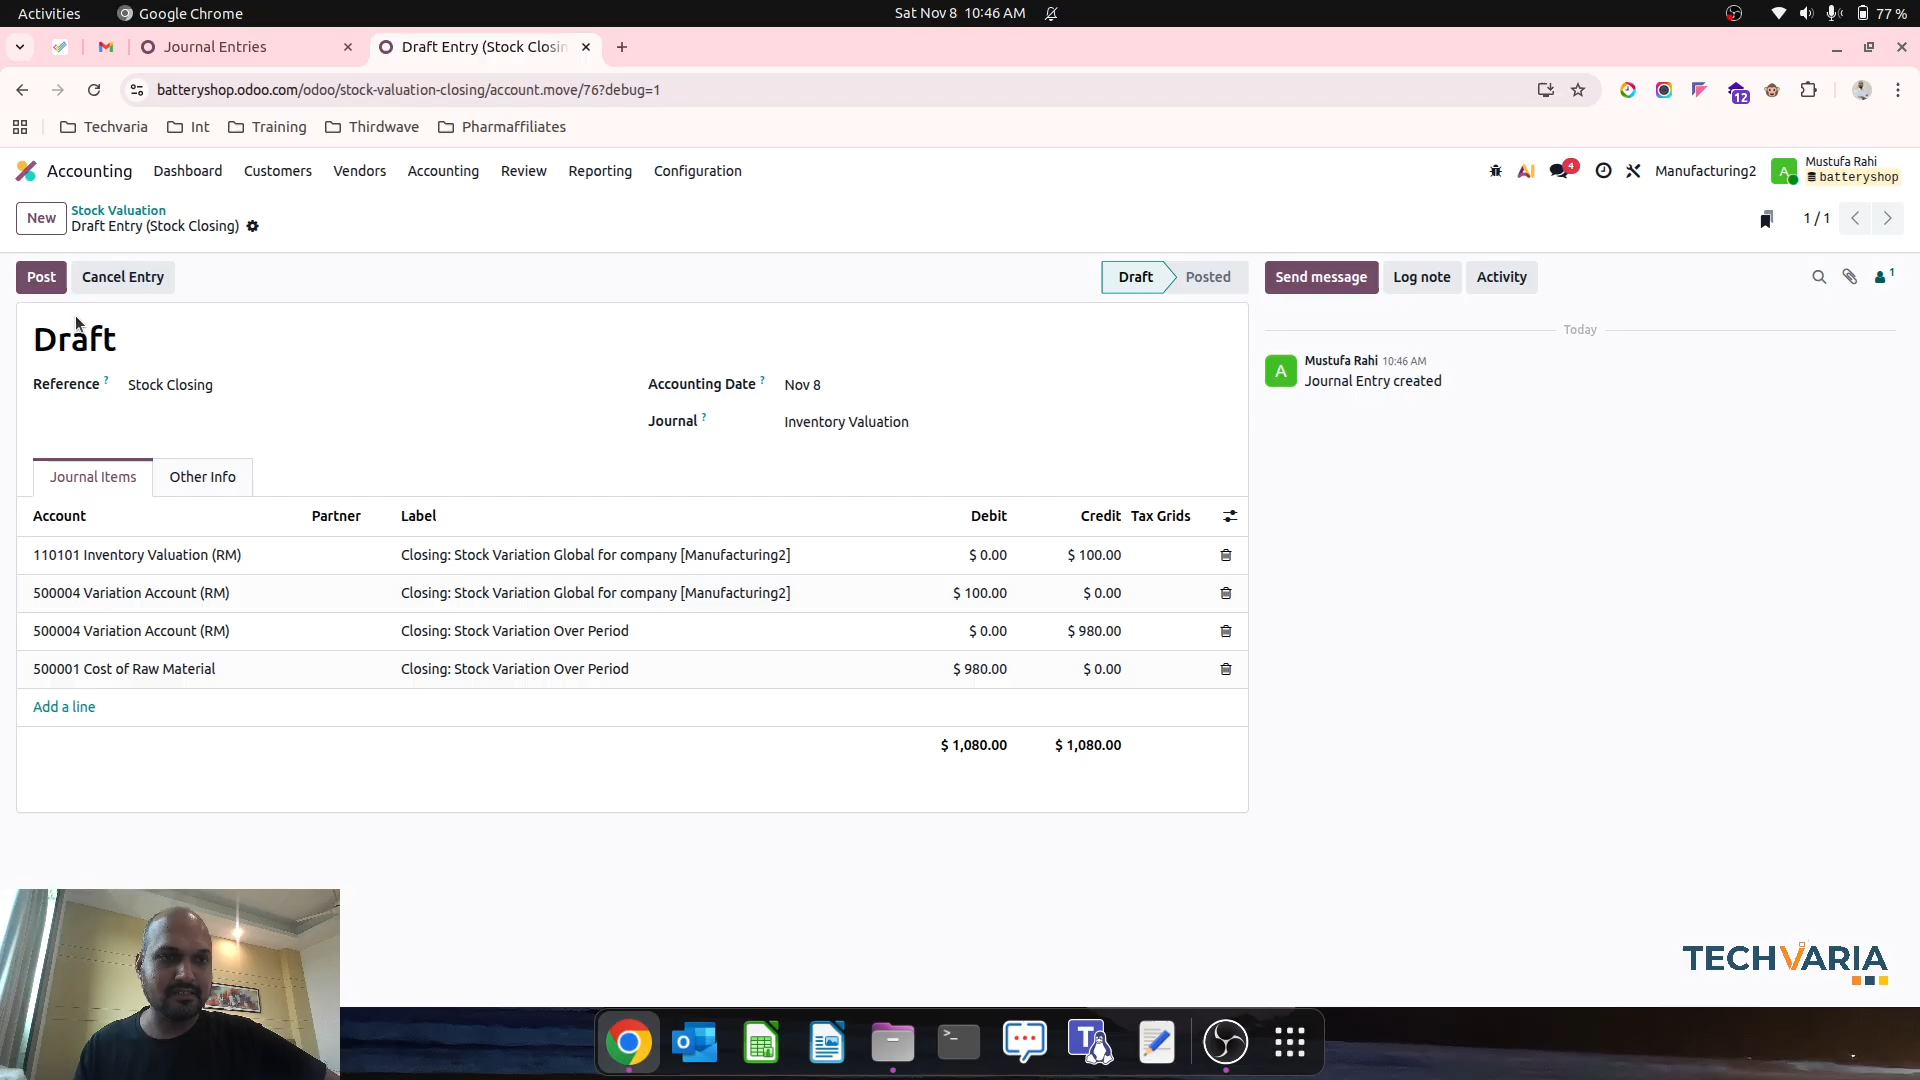 Activities
Google Chrome
Sat Nov 8 10:46 AM
77 %
Journal Entries
Draft Entry (Stock Closin
batteryshop.odoo.com/odoo/stock-valuation-closing/account.move/76?debug=1
12
Techvaria
Int
Training
Thirdwave
Pharmaffiliates
Accounting
Dashboard
Customers
Vendors
Accounting
Review
Reporting
Configuration
AI
4
Manufacturing2
A
Mustufa Rahi
batteryshop
New
Stock Valuation
Draft Entry (Stock Closing)
1 / 1
Post
Cancel Entry
Draft
Posted
Send message
Log note
Activity
1
Draft
Today
Reference ?
Stock Closing
Accounting Date ?
Nov 8
Journal ?
Inventory Valuation
A
Mustufa Rahi 10:46 AM
Journal Entry created
Journal Items
Other Info
Account Partner Label Debit Credit Tax Grids
110101 Inventory Valuation (RM) Closing: Stock Variation Global for company [Manufacturing2] $ 0.00 $ 100.00
500004 Variation Account (RM) Closing: Stock Variation Global for company [Manufacturing2] $ 100.00 $ 0.00
500004 Variation Account (RM) Closing: Stock Variation Over Period $ 0.00 $ 980.00
500001 Cost of Raw Material Closing: Stock Variation Over Period $ 980.00 $ 0.00
Add a line
$ 1,080.00 $ 1,080.00
TECHVARIA